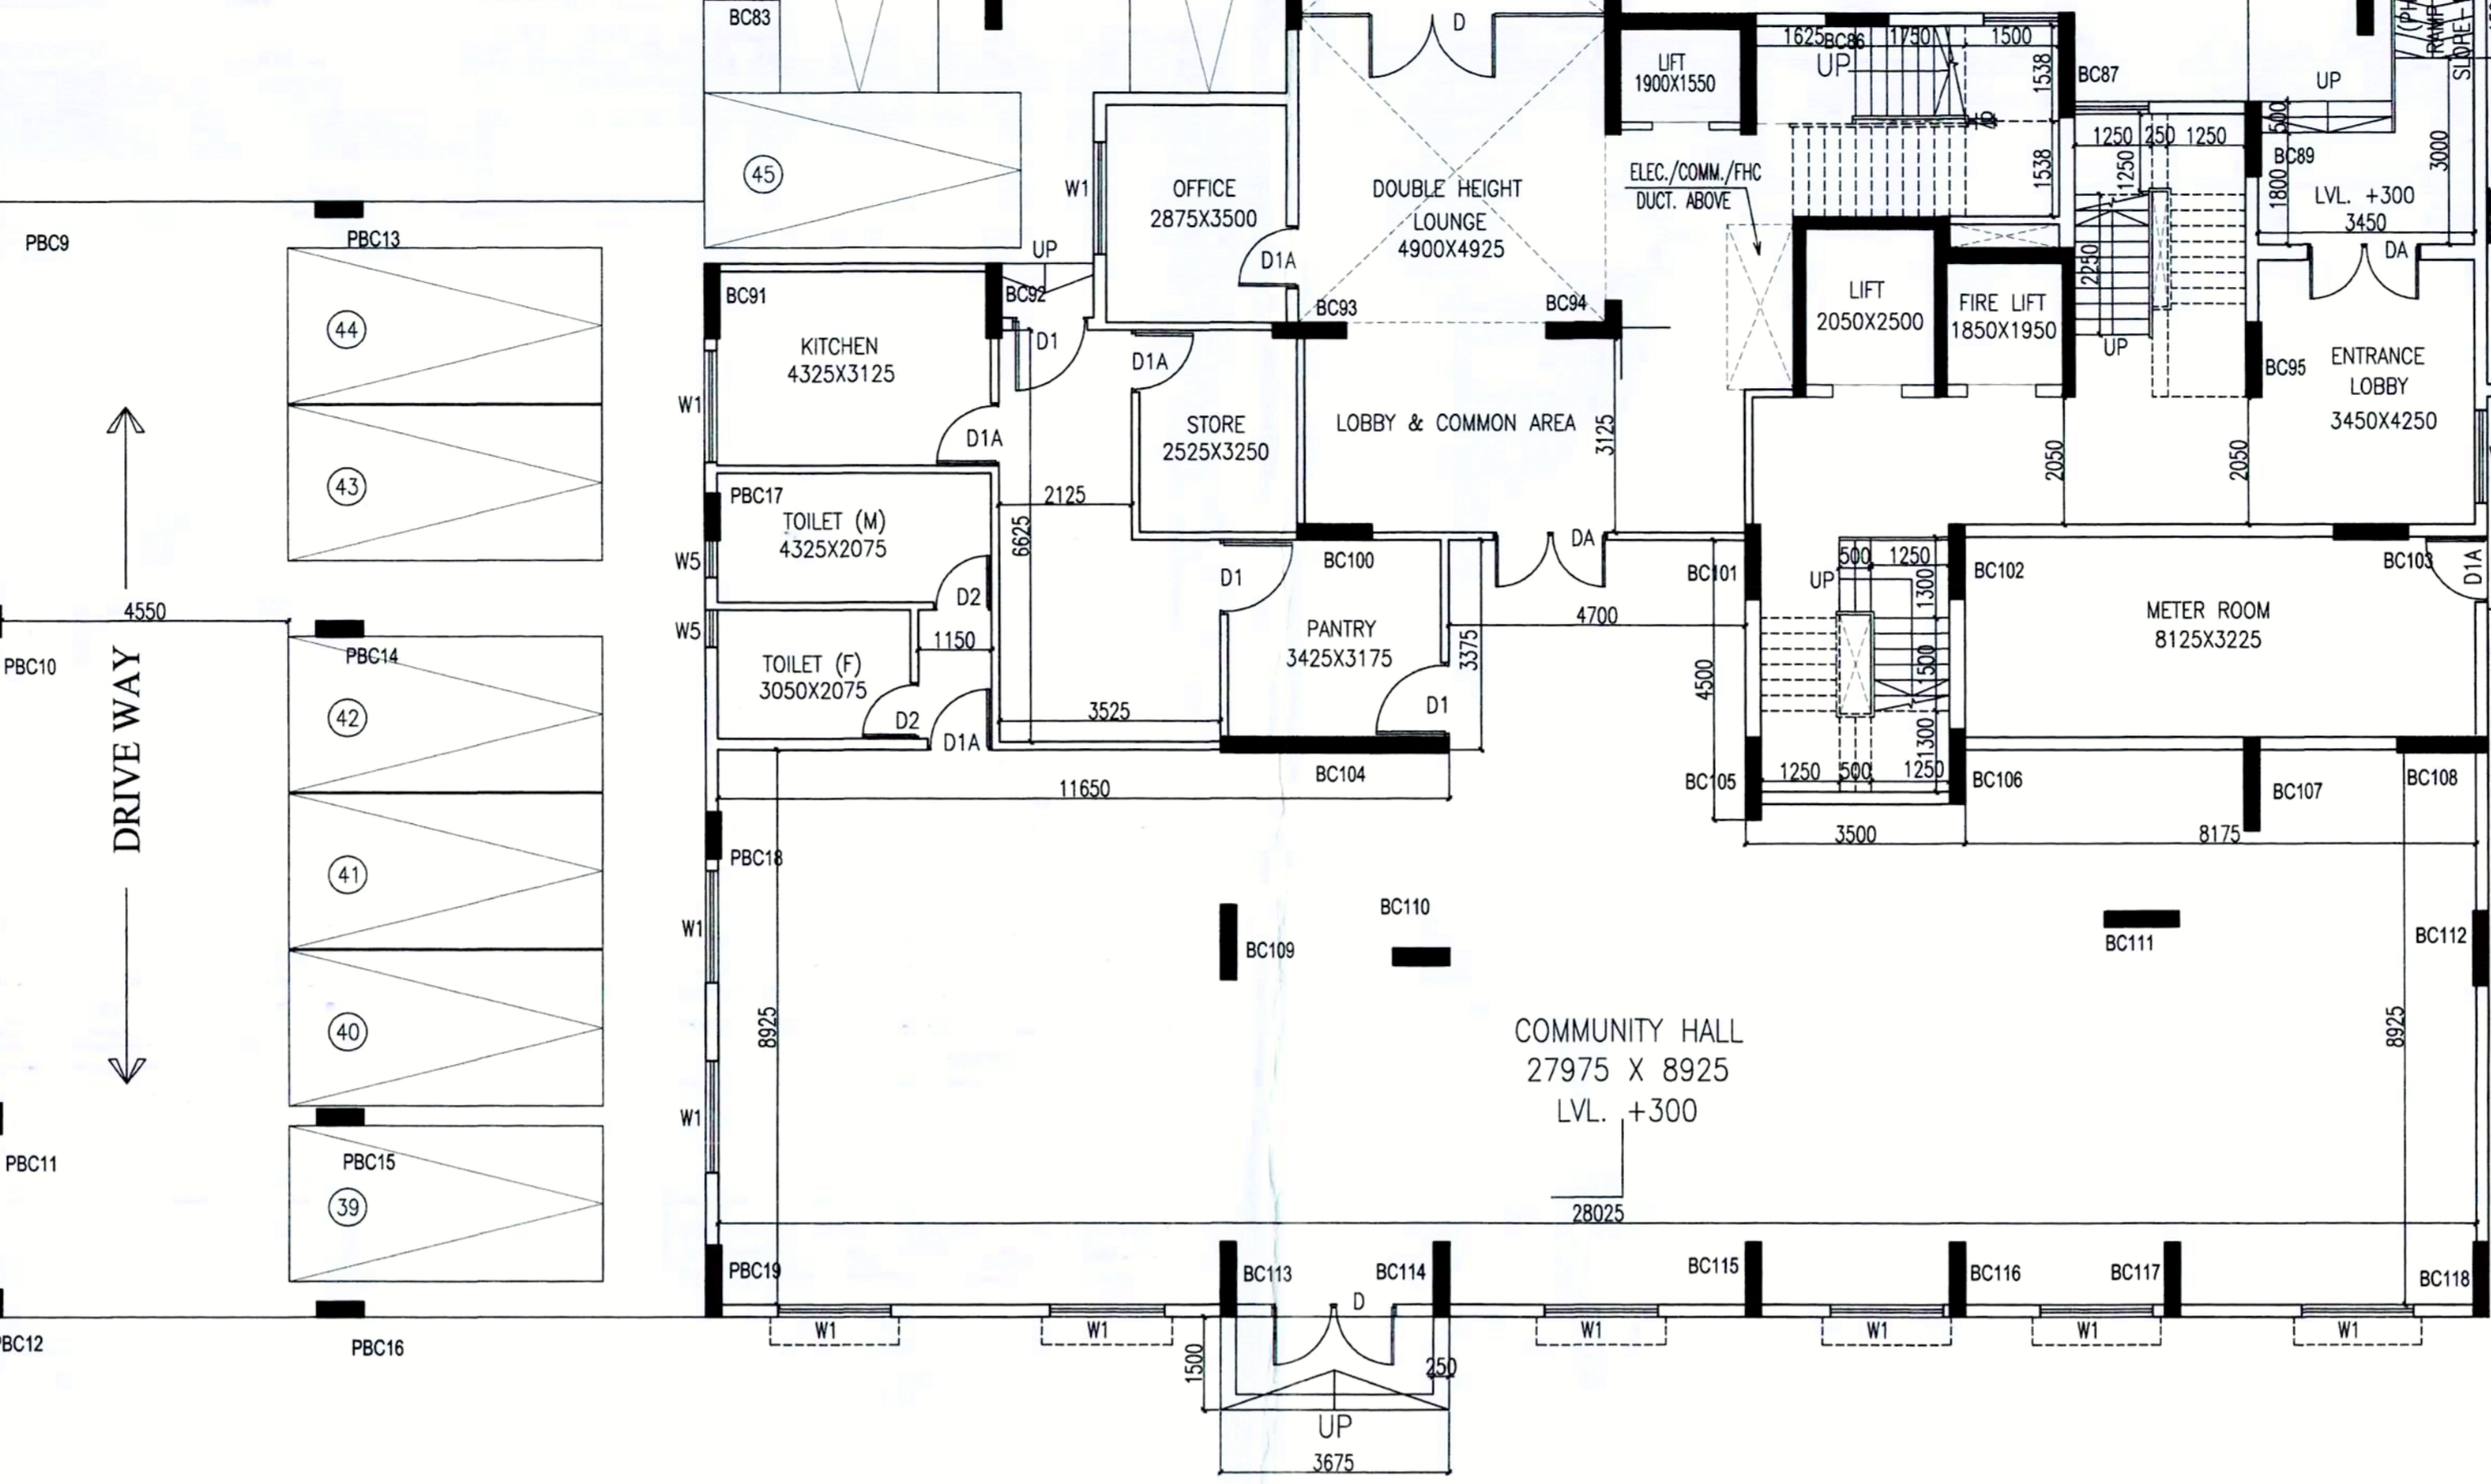 BC83
D
LIFT
1900X1550
1625
BC86
1750
1500
UP
1538
1538
BC87
UP
RAMP
500
1250
250
1250
1250
BC89
1800
3000
LVL. +300
3450
DA
45
W1
OFFICE
2875X3500
D1A
DOUBLE HEIGHT
LOUNGE
4900X4925
ELEC./COMM./FHC
DUCT. ABOVE
PBC9
PBC13
UP
BC91
BC92
BC93
BC94
LIFT
2050X2500
FIRE LIFT
1850X1950
2250
UP
BC95
ENTRANCE
LOBBY
3450X4250
44
KITCHEN
4325X3125
D1
D1A
W1
D1A
STORE
2525X3250
LOBBY & COMMON AREA
3125
2050
2050
43
PBC17
2125
6625
TOILET (M)
4325X2075
W5
D2
D1
BC100
DA
BC101
UP
500
1250
1300
BC102
BC103
D1A
4550
W5
1150
PBC10
PBC14
DRIVE WAY
TOILET (F)
3050X2075
D2
D1A
3525
PANTRY
3425X3175
D1
3375
4700
4500
1500
METER ROOM
8125X3225
42
11650
BC104
BC105
1250
500
1250
1300
BC106
BC107
BC108
3500
8175
41
PBC18
W1
BC109
BC110
BC111
BC112
40
8925
COMMUNITY HALL
27975 X 8925
LVL. +300
8925
W1
PBC11
PBC15
39
28025
PBC19
BC113
BC114
BC115
BC116
BC117
BC118
D
W1
W1
W1
W1
W1
W1
PBC12
PBC16
1500
250
UP
3675